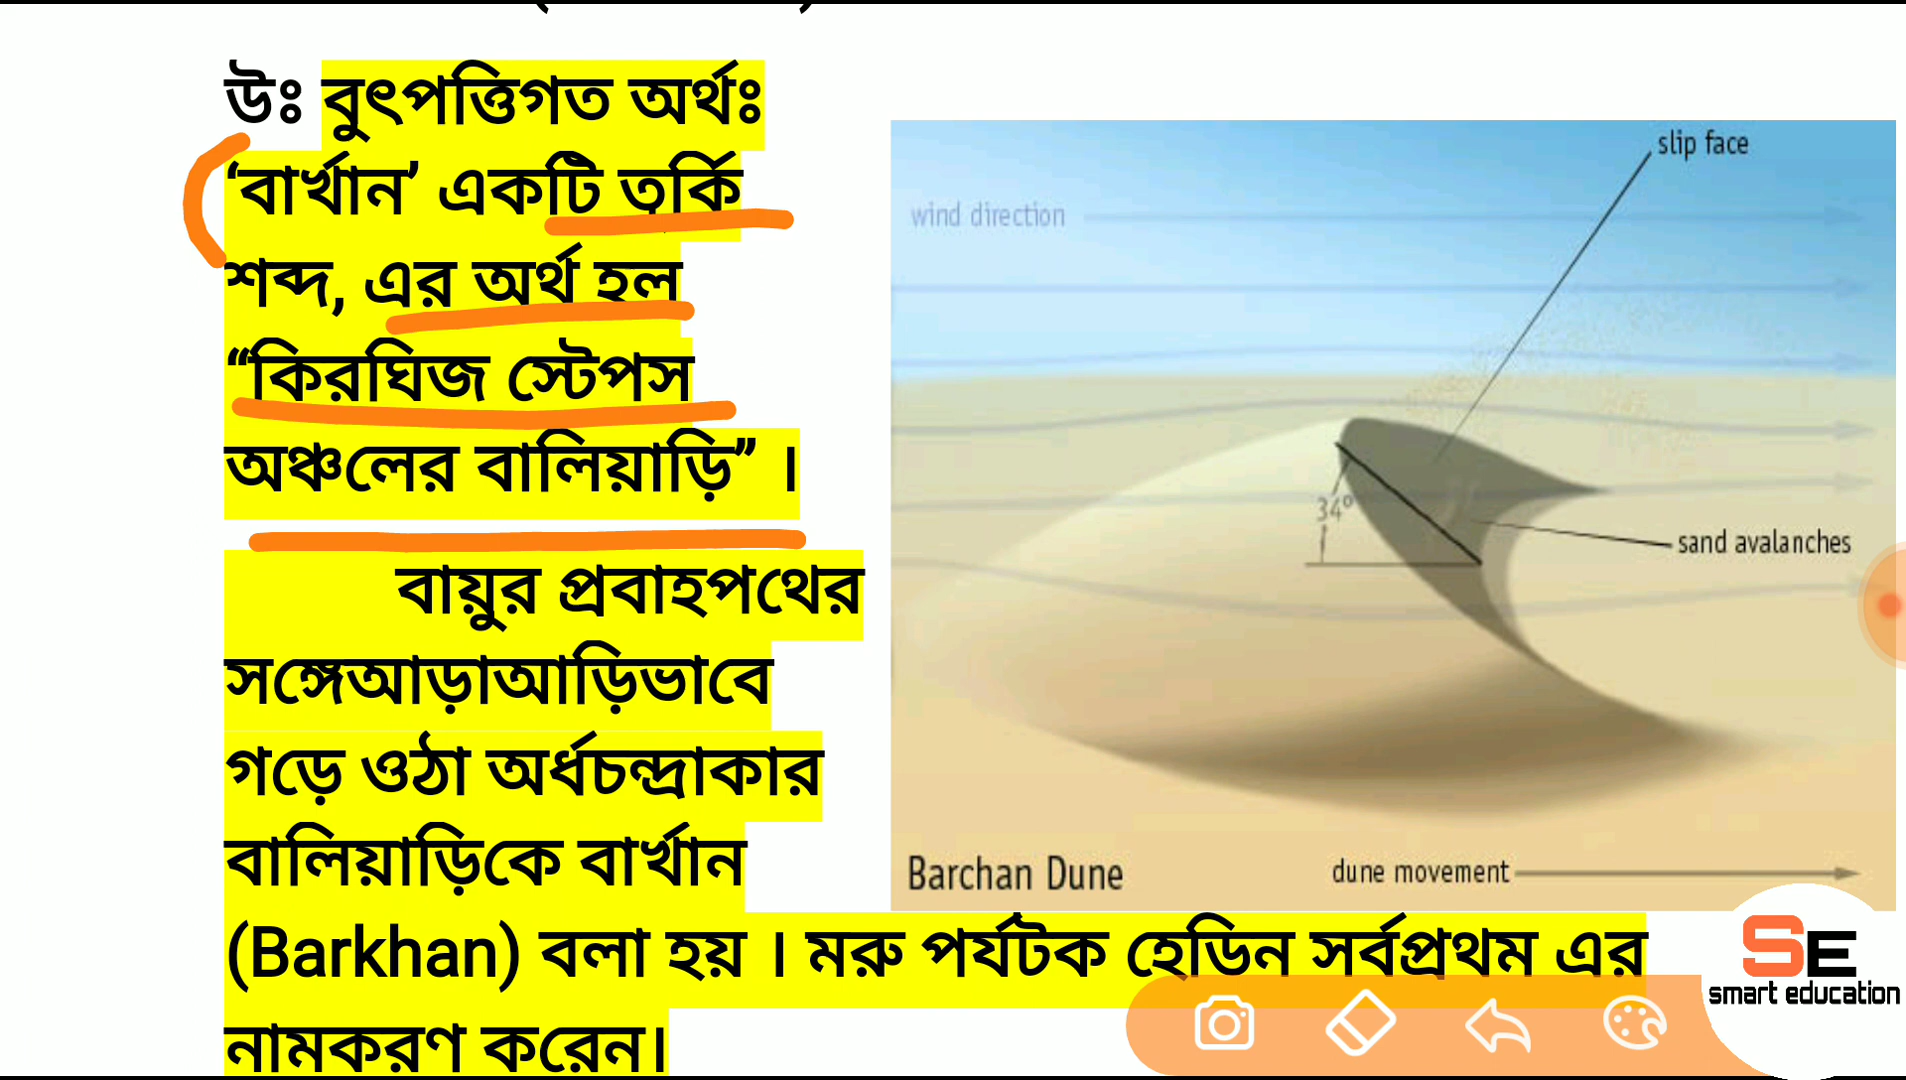 উঃ বুৎপত্তিগত অর্থঃ
‘বার্খান’ একটি তুর্কি
শব্দ, এর অর্থ হল
“কিরঘিজ স্টেপস
অঞ্চলের বালিয়াড়ি” ।
বায়ুর প্রবাহপথের
সঙ্গেআড়াআড়িভাবে
গড়ে ওঠা অর্ধচন্দ্রাকার
বালিয়াড়িকে বার্খান
(Barkhan) বলা হয় । মরু পর্যটক হেডিন সর্বপ্রথম এর
নামকরণ করেন।
slip face
wind direction
34°
sand avalanches
Barchan Dune
dune movement
SE
smart education